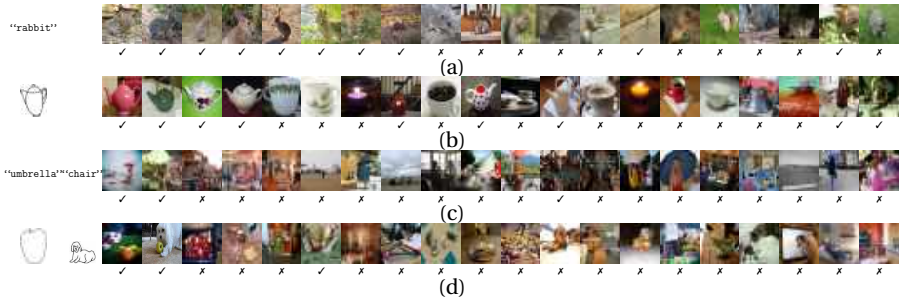 “rabbit”
✓ ✓ ✓ ✓ ✓ ✓ ✓ ✓ ✗ ✗ ✗ ✗ ✗ ✓ ✗ ✗ ✗ ✗ ✓ ✗
(a)
✓ ✓ ✓ ✓ ✗ ✗ ✗ ✓ ✗ ✓ ✗ ✓ ✗ ✗ ✗ ✗ ✗ ✗ ✓ ✓
(b)
“umbrella”“chair”
✓ ✓ ✗ ✗ ✗ ✗ ✗ ✗ ✗ ✗ ✗ ✓ ✗ ✗ ✗ ✗ ✗ ✗ ✓ ✗
(c)
✓ ✓ ✗ ✗ ✗ ✓ ✗ ✗ ✗ ✗ ✗ ✗ ✗ ✗ ✗ ✗ ✗ ✗ ✗ ✗
(d)